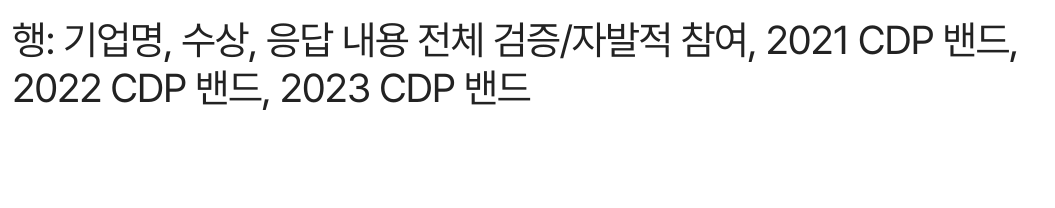 행: 기업명, 수상, 응답 내용 전체 검증/자발적 참여, 2021 CDP 밴드,
2022 CDP 밴드, 2023 CDP 밴드